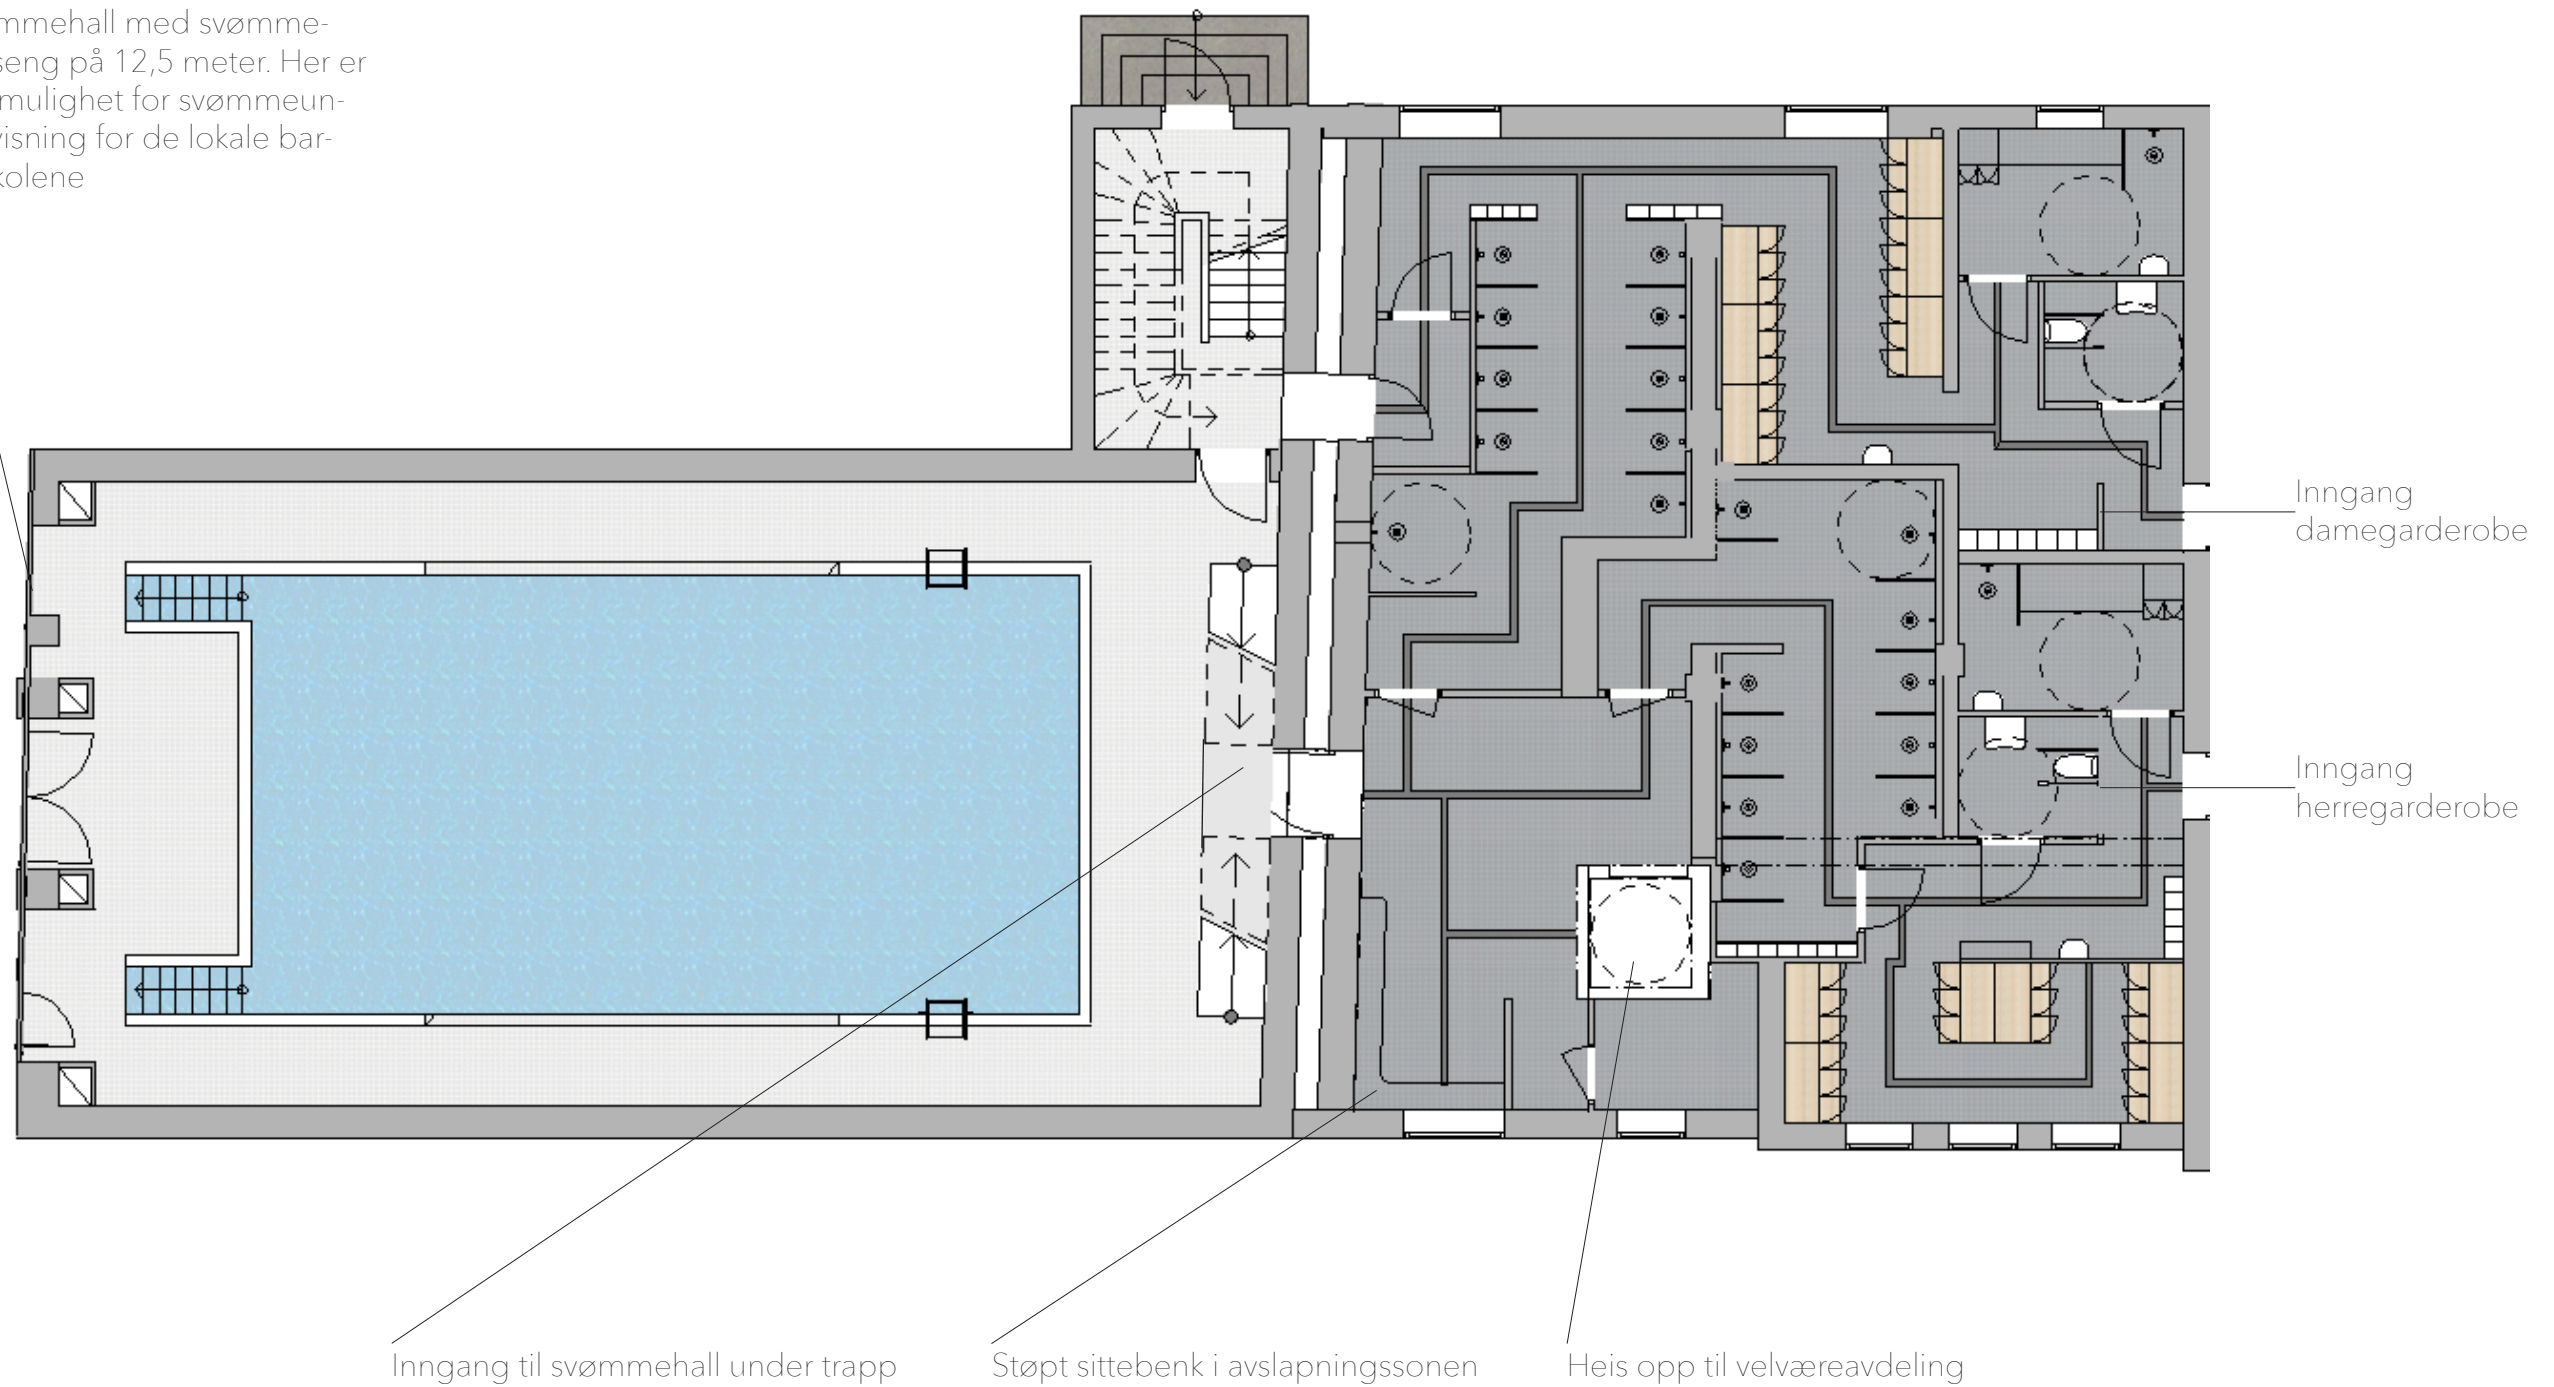 mmehall med svømme-
seng på 12,5 meter. Her er
mulighet for svømmeun-
visning for de lokale bar-
kolene
Inngang
damegarderobe
Inngang
herregarderobe
Inngang til svømmehall under trapp
Støpt sittebenk i avslapningssonen
Heis opp til velværeavdeling